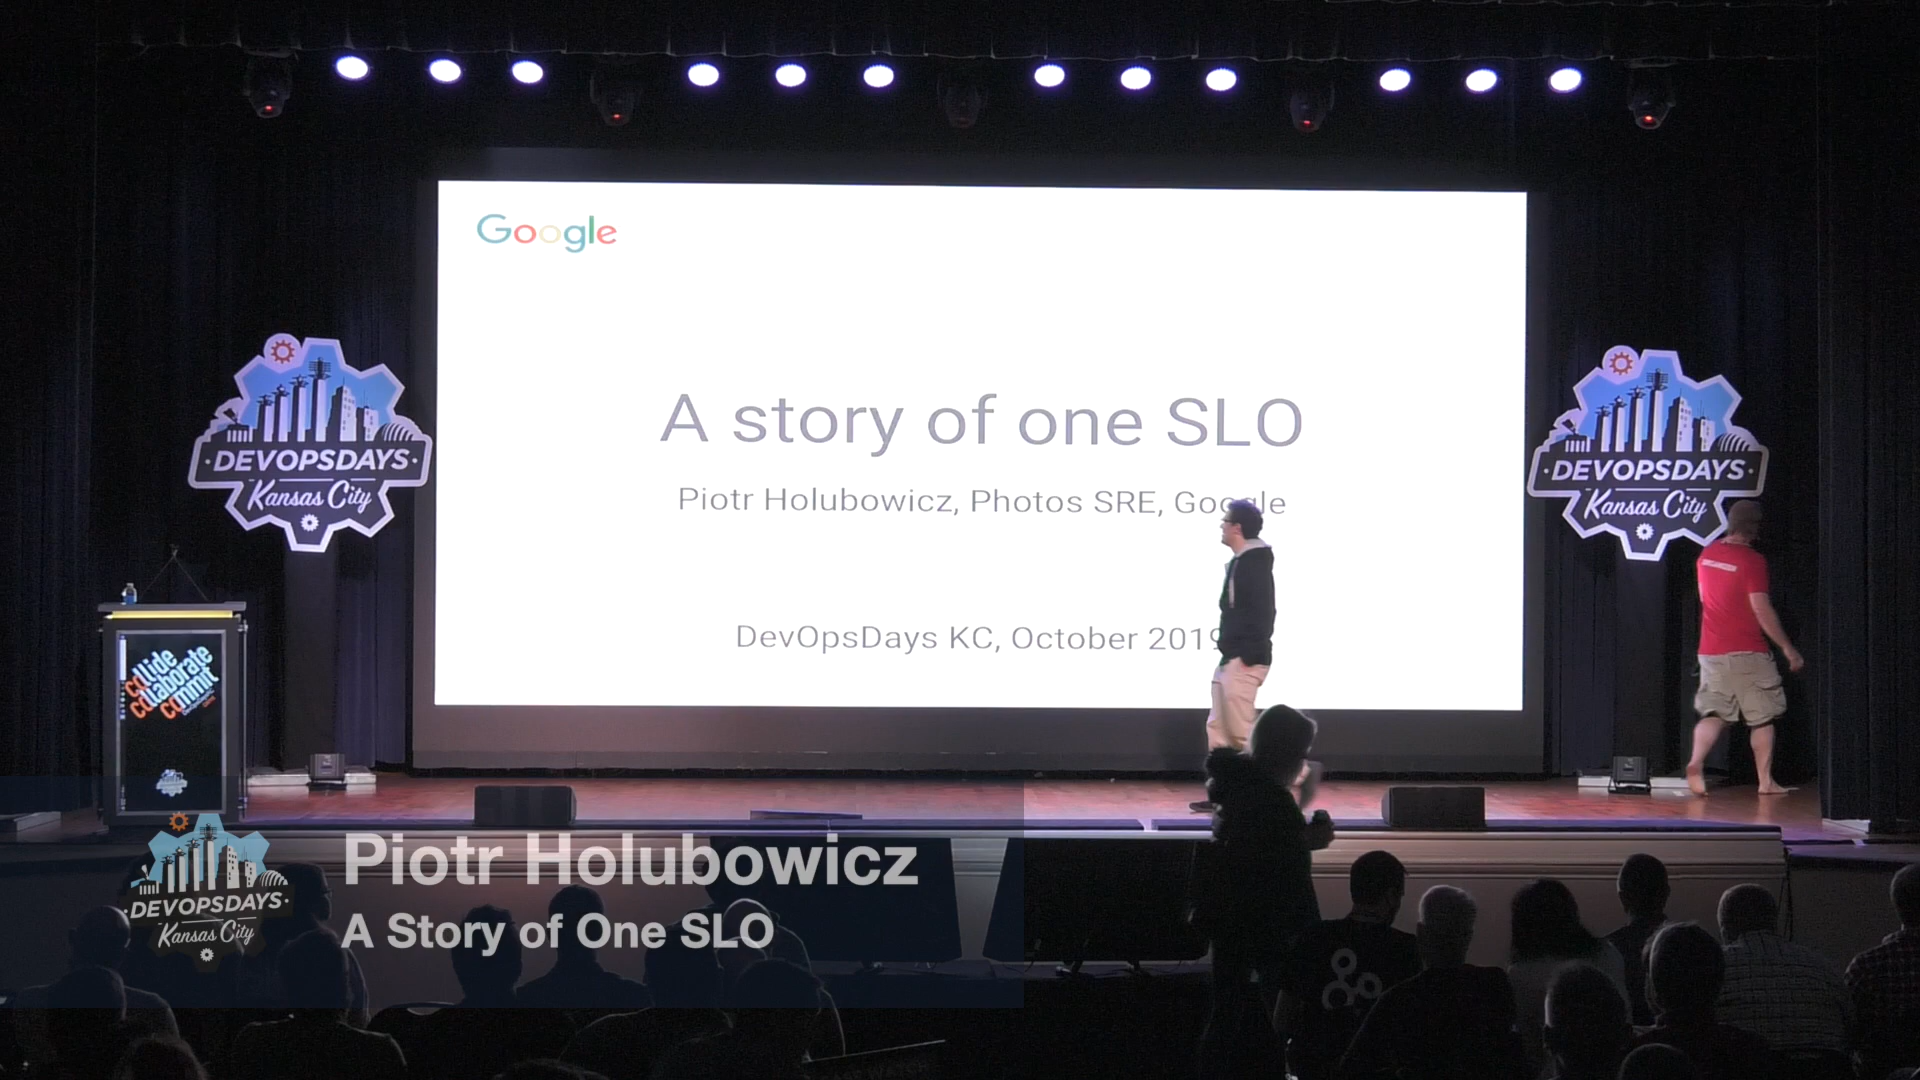 Google
A story of one SLO
Piotr Holubowicz, Photos SRE, Google
DevOpsDays KC, October 2019
·DEVOPSDAYS·
Kansas City
·DEVOPSDAYS·
Kansas City
collide
collaborate
commit
·DEVOPSDAYS·
Kansas City
Piotr Holubowicz
A Story of One SLO